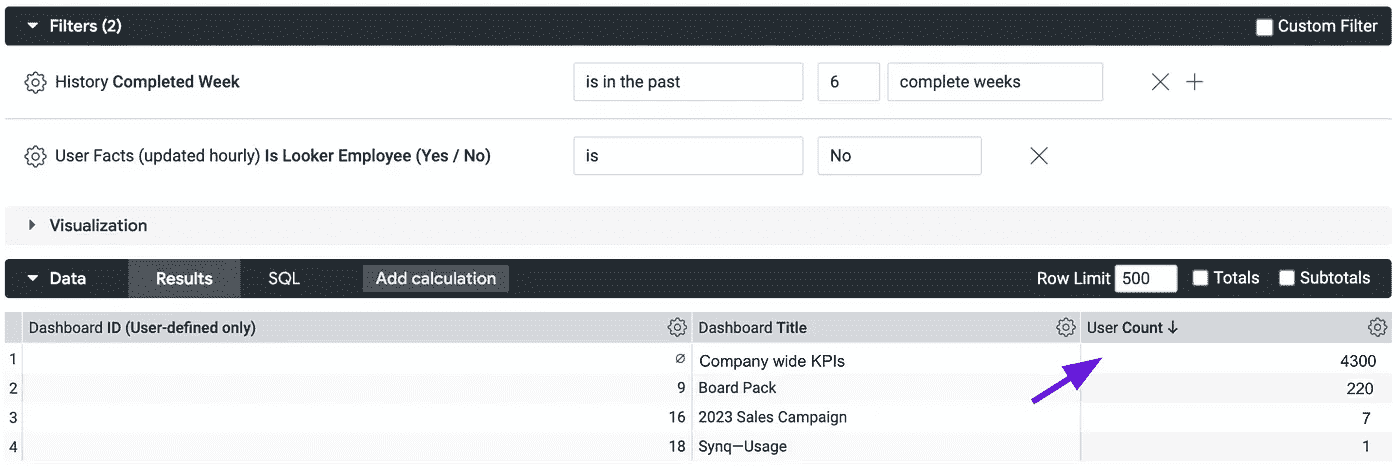 Filters (2) Custom Filter
History Completed Week is in the past 6 complete weeks
User Facts (updated hourly) Is Looker Employee (Yes / No) is No
Visualization
Data Results SQL Add calculation Row Limit 500 Totals Subtotals
Dashboard ID (User-defined only) Dashboard Title User Count ↓
1 ∅ Company wide KPIs 4300
2 9 Board Pack 220
3 16 2023 Sales Campaign 7
4 18 Synq—Usage 1